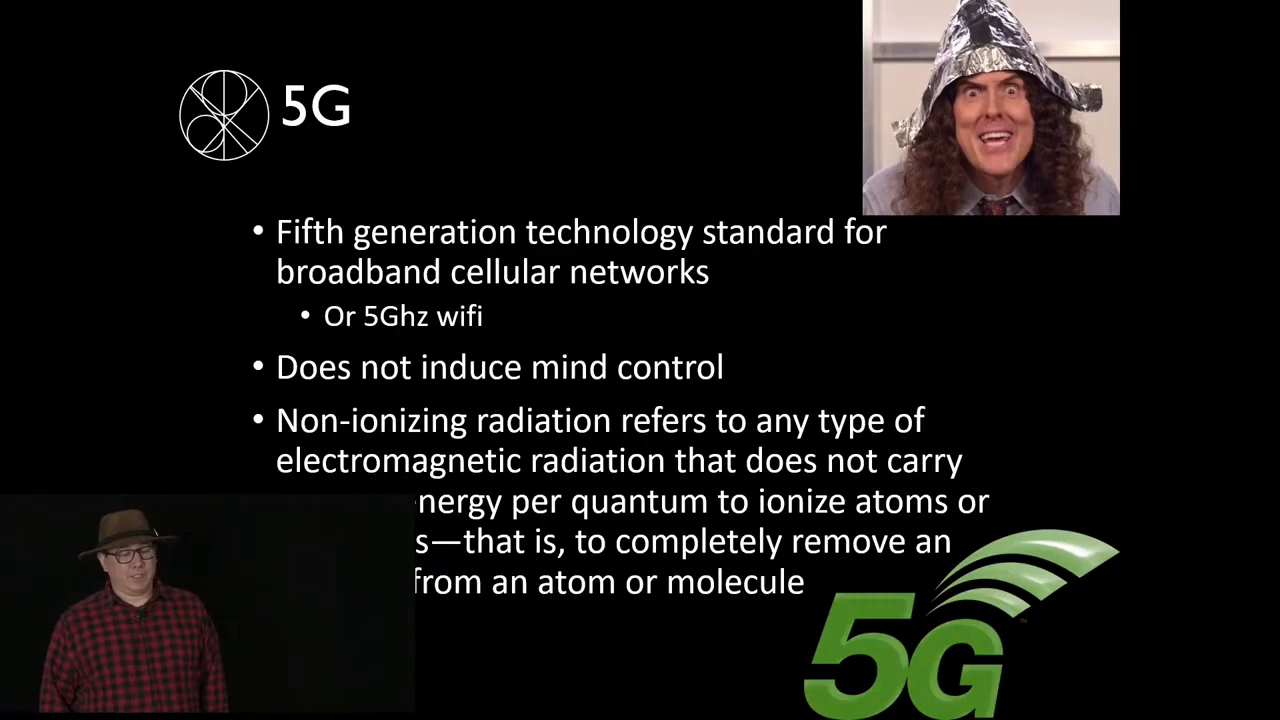 5G
• Fifth generation technology standard for
broadband cellular networks
• Or 5Ghz wifi
• Does not induce mind control
• Non-ionizing radiation refers to any type of
electromagnetic radiation that does not carry
energy per quantum to ionize atoms or
s—that is, to completely remove an
from an atom or molecule
5G
TM